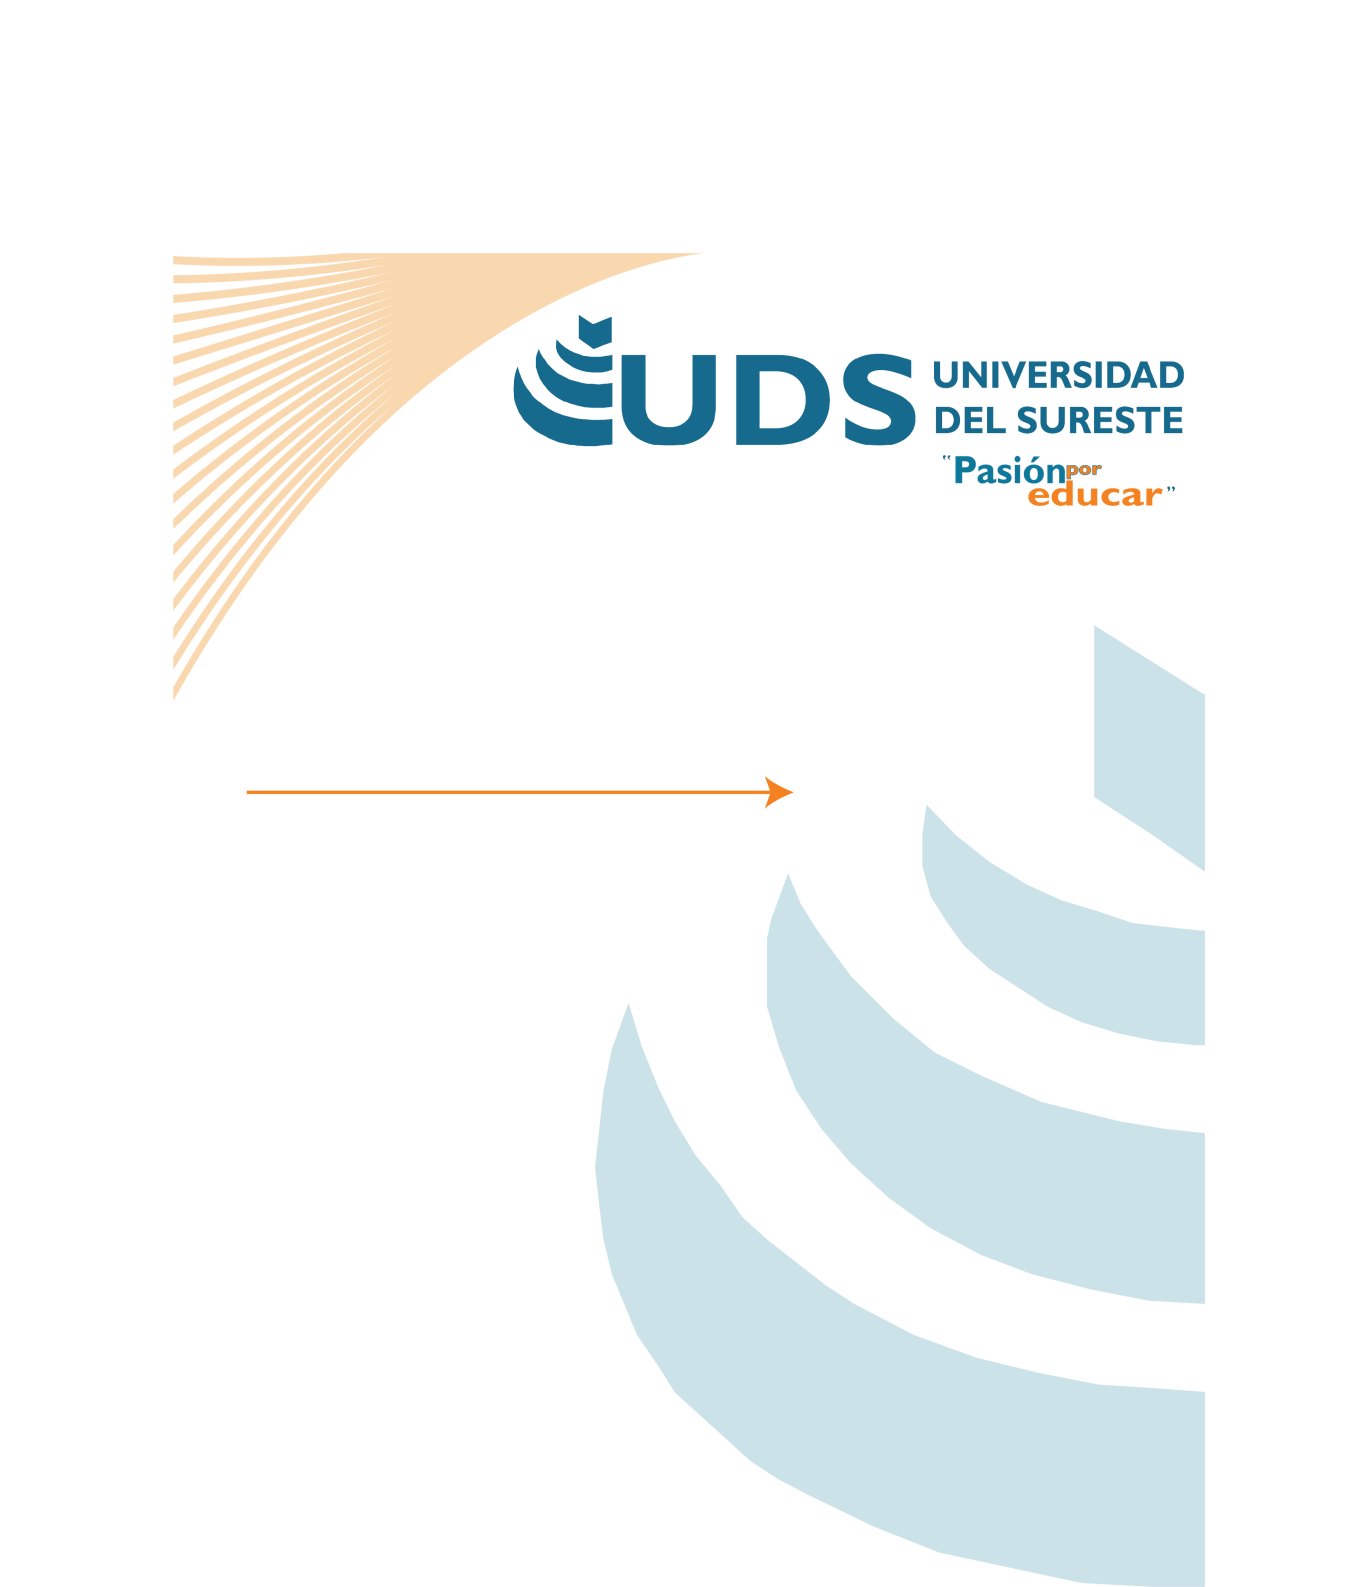 UDS
UNIVERSIDAD
DEL SURESTE
“Pasión por
educar”